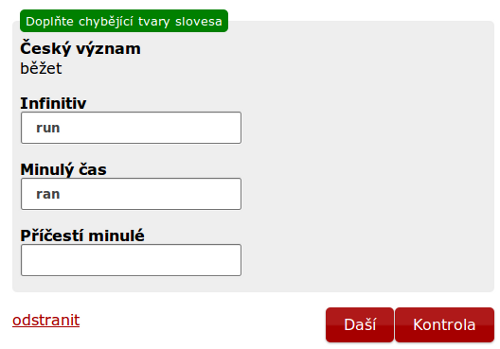 Doplňte chybějící tvary slovesa
Český význam
běžet
Infinitiv
run
Minulý čas
ran
Příčestí minulé
odstranit
Daší
Kontrola